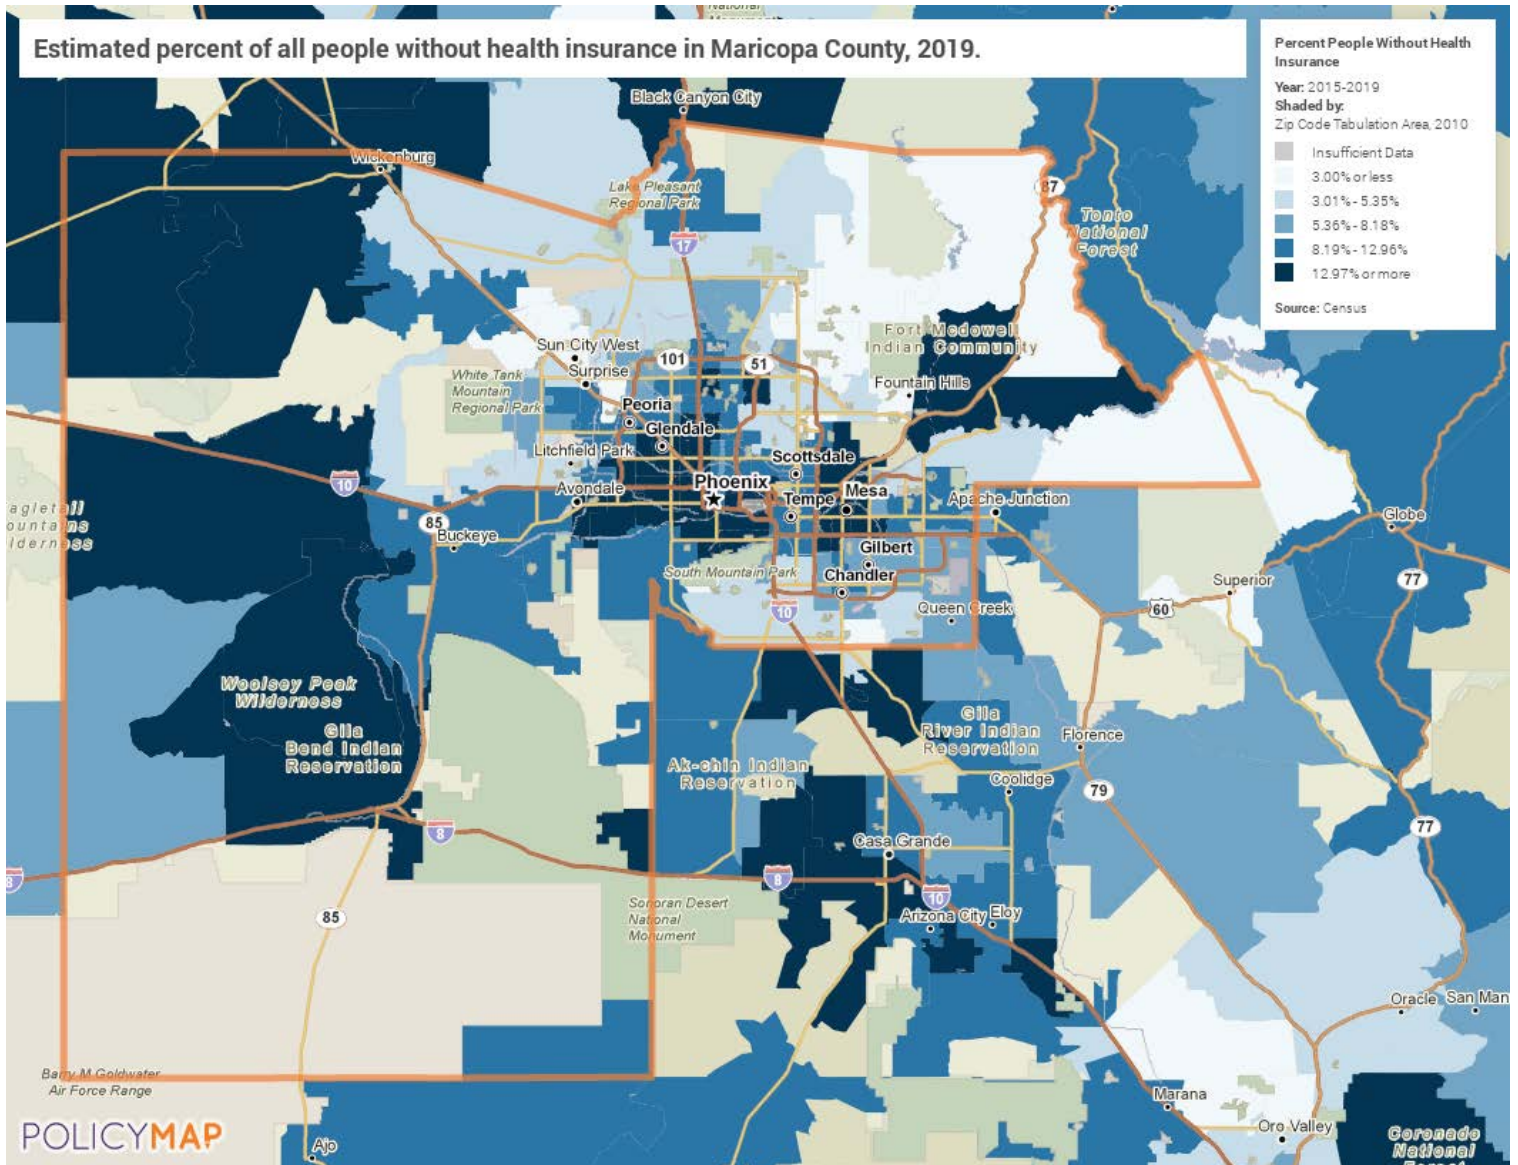 National
Monument
Estimated percent of all people without health insurance in Maricopa County, 2019.
Percent People Without Health
Insurance
Year: 2015-2019
Shaded by:
Zip Code Tabulation Area, 2010
Insufficient Data
3.00% or less
3.01% - 5.35%
5.36% - 8.18%
8.19% - 12.96%
12.97% or more
Source: Census
Black Canyon City
Wickenburg
Lake Pleasant
Regional Park
87
Tonto
National
Forest
17
Fort Mcdowell
Indian Community
Sun City West
101
51
Surprise
White Tank
Mountain
Regional Park
Fountain Hills
Peoria
Glendale
Litchfield Park
Scottsdale
Phoenix
10
Avondale
Tempe
Mesa
Apache Junction
85
Buckeye
Globe
Gilbert
South Mountain Park
Chandler
Superior
77
10
Queen Creek
60
Woolsey Peak
Wilderness
Gila
Bend Indian
Reservation
Gila
River Indian
Reservation
Florence
Ak-chin Indian
Reservation
Coolidge
79
8
77
Casa Grande
8
8
10
85
Sonoran Desert
National
Monument
Arizona City
Eloy
Oracle
San Man
Barry M Goldwater
Air Force Range
Marana
POLICYMAP
Oro Valley
Coronado
National
Ajo